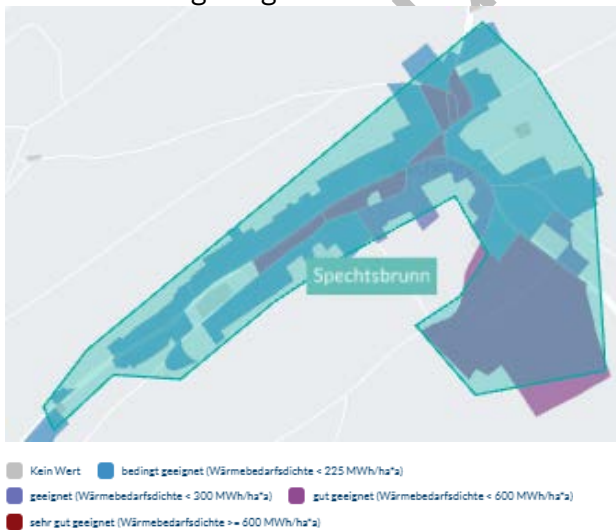 Spechtsbrunn
Kein Wert bedingt geeignet (Wärmebedarfsdichte < 225 MWh/ha*a)
geeignet (Wärmebedarfsdichte < 300 MWh/ha*a) gut geeignet (Wärmebedarfsdichte < 600 MWh/ha*a)
sehr gut geeignet (Wärmebedarfsdichte >= 600 MWh/ha*a)